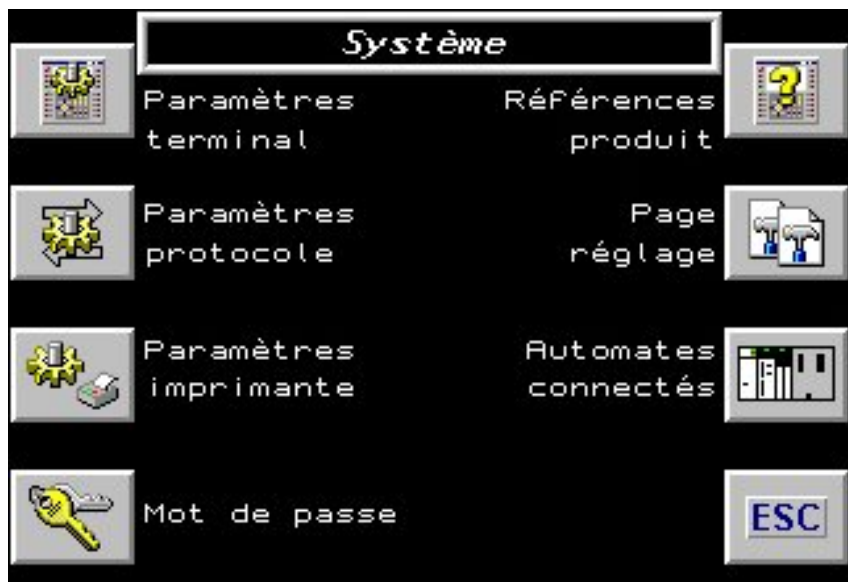 Système
Paramètres
terminal
Références
produit
Paramètres
protocole
Page
réglage
Paramètres
imprimante
Automates
connectés
Mot de passe
ESC